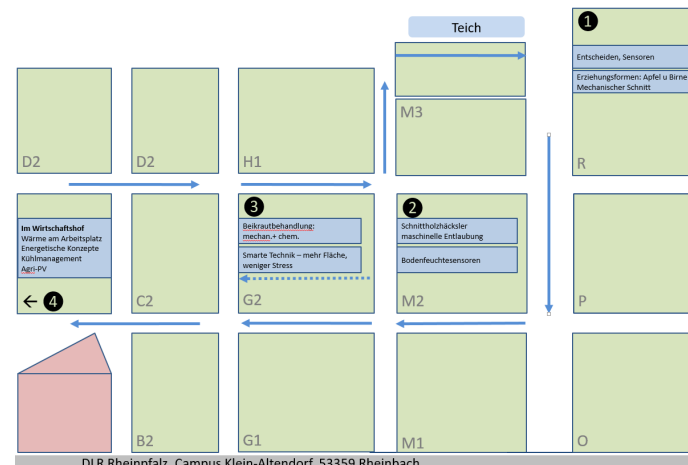 Teich
1
Entscheiden, Sensoren
Erziehungsformen: Apfel u Birne
Mechanischer Schnitt
M3
D2
D2
H1
R
3
2
Im Wirtschaftshof
Wärme am Arbeitsplatz
Energetische Konzepte
Kühlmanagement
Agri-PV
Beikrautbehandlung:
mechan.+ chem.
Smarte Technik – mehr Fläche,
weniger Stress
Schnittholzhäcksler
maschinelle Entlaubung
Bodenfeuchtesensoren
4
C2
G2
M2
P
B2
G1
M1
O
DLR Rheinpfalz, Campus Klein-Altendorf, 53359 Rheinbach